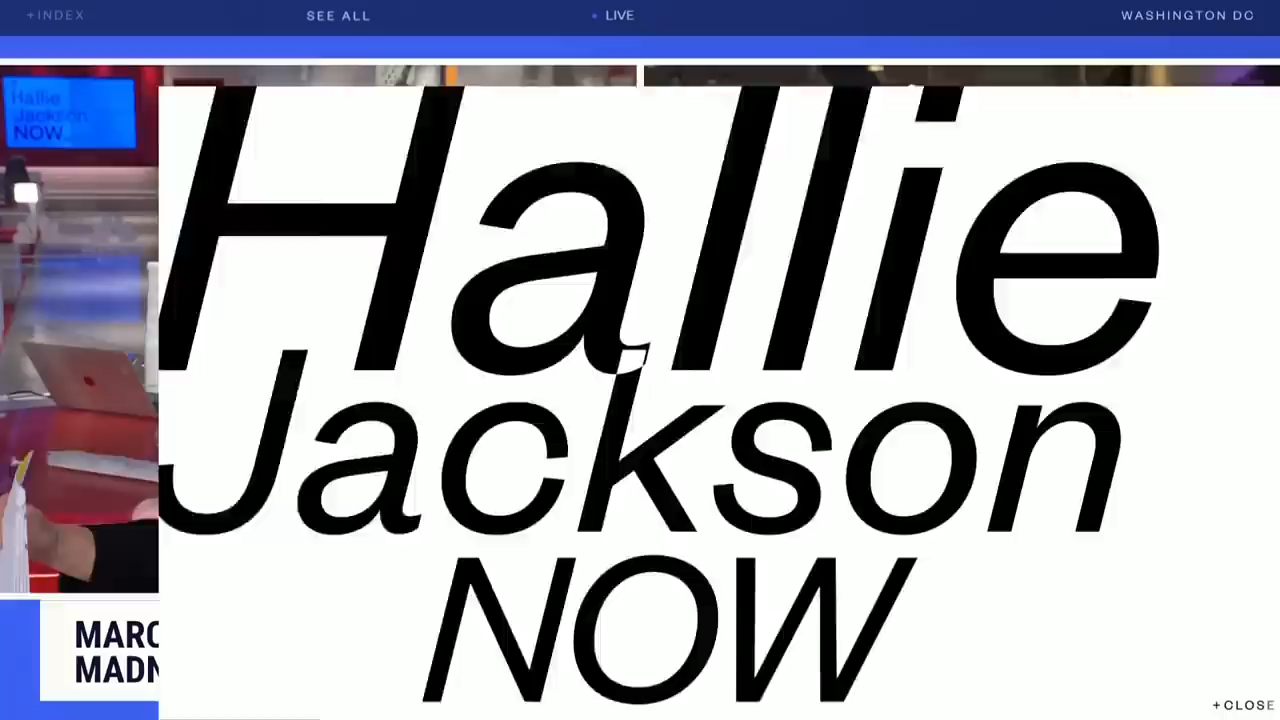 +INDEX
SEE ALL
LIVE
WASHINGTON DC
Hallie
Jackson
NOW
Hallie
Jackson
NOW
MARC
MADN
+CLOSE